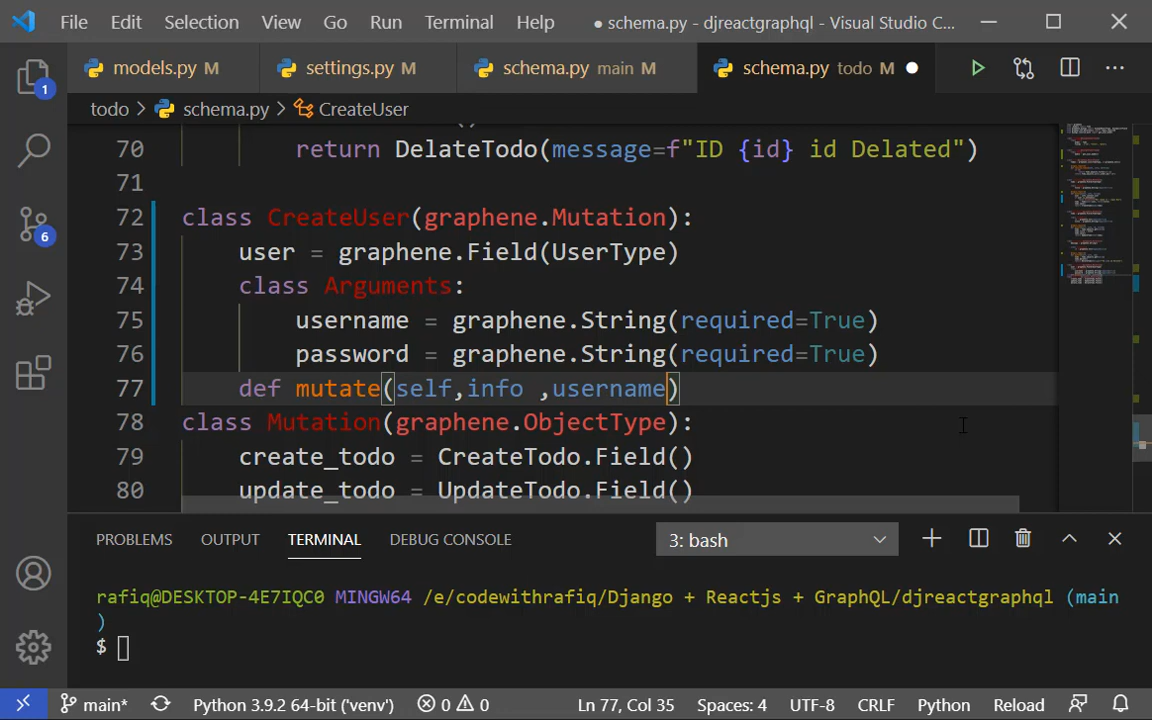 File Edit Selection View Go Run Terminal Help ● schema.py - djreactgraphql - Visual Studio C...
models.py M settings.py M schema.py main M schema.py todo M
todo > schema.py > CreateUser
70 return DelateTodo(message=f"ID {id} id Delated")
71
72 class CreateUser(graphene.Mutation):
73 user = graphene.Field(UserType)
74 class Arguments:
75 username = graphene.String(required=True)
76 password = graphene.String(required=True)
77 def mutate(self,info ,username)
78 class Mutation(graphene.ObjectType):
79 create_todo = CreateTodo.Field()
80 update_todo = UpdateTodo.Field()
1
6
PROBLEMS OUTPUT TERMINAL DEBUG CONSOLE 3: bash
rafiq@DESKTOP-4E7IQC0 MINGW64 /e/codewithrafiq/Django + Reactjs + GraphQL/djreactgraphql (main
)
$
main* Python 3.9.2 64-bit ('venv') 0 0 Ln 77, Col 35 Spaces: 4 UTF-8 CRLF Python Reload